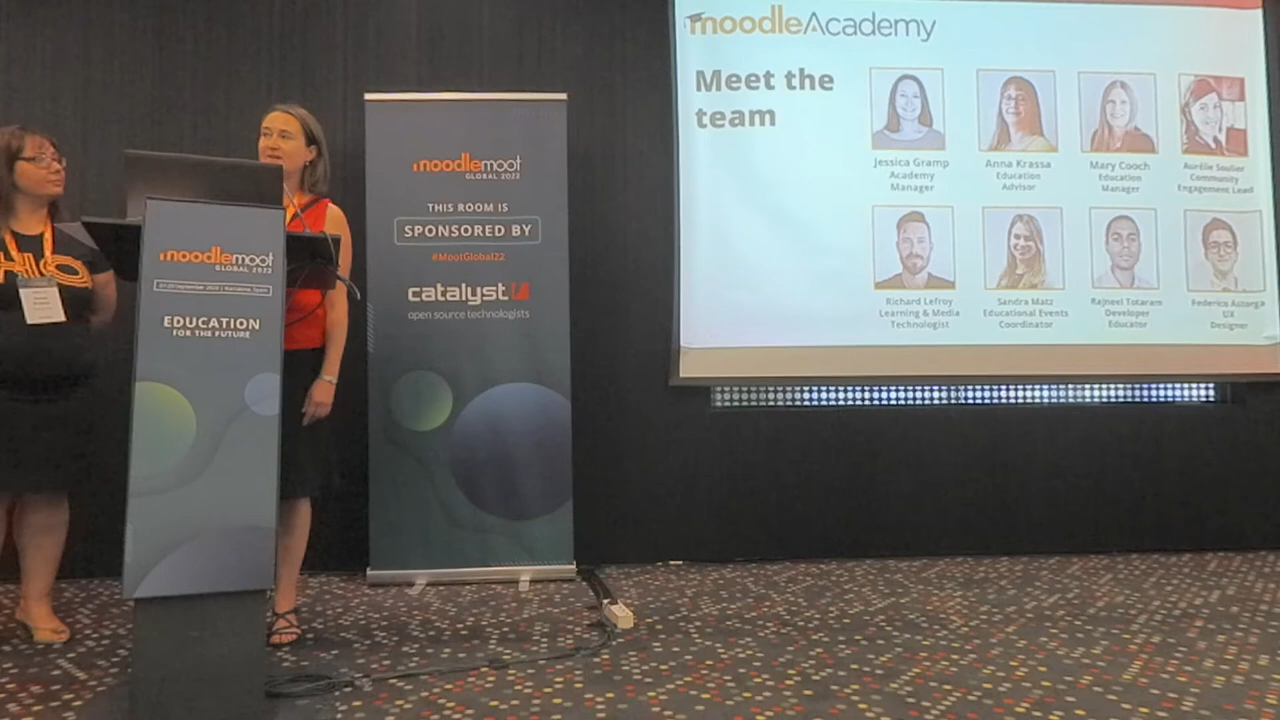 HIO
moodlemoot
GLOBAL 2022
EDUCATION
FOR THE FUTURE
moodlemoot
GLOBAL 2022
THIS ROOM IS
SPONSORED BY
#MootGlobal22
catalyst
open source technologists
moodleAcademy
Meet the
team
Jessica Gramp
Academy
Manager
Anna Krassa
Education
Advisor
Mary Cooch
Education
Manager
Aurélie Soulier
Community
Engagement Lead
Richard Lefroy
Learning & Media
Technologist
Sandra Matz
Educational Events
Coordinator
Rajneel Totaram
Developer
Educator
Federico Astorga
UX
Designer